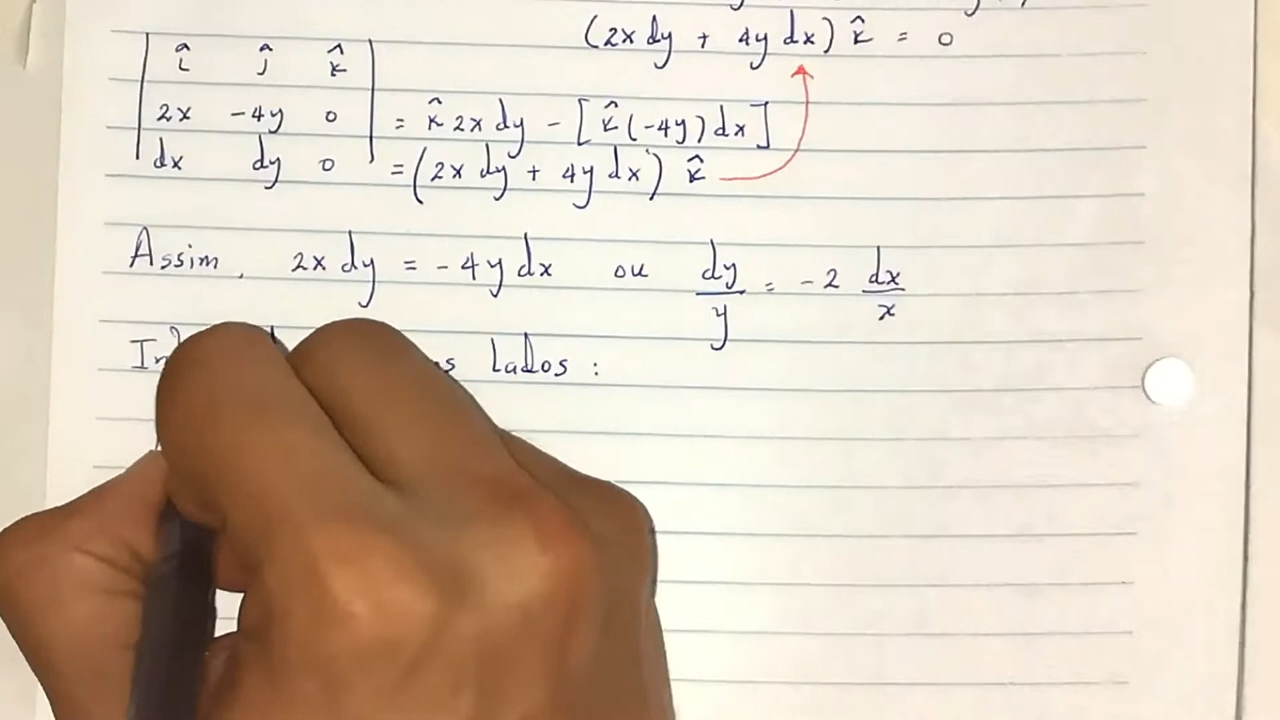 (2x dy + 4y dx) k̂ = 0
î ĵ k̂
2x -4y 0 = k̂ 2x dy - [k̂ (-4y) dx]
dx dy 0 = (2x dy + 4y dx) k̂
Assim, 2x dy = -4y dx ou dy/y = -2 dx/x
lados :